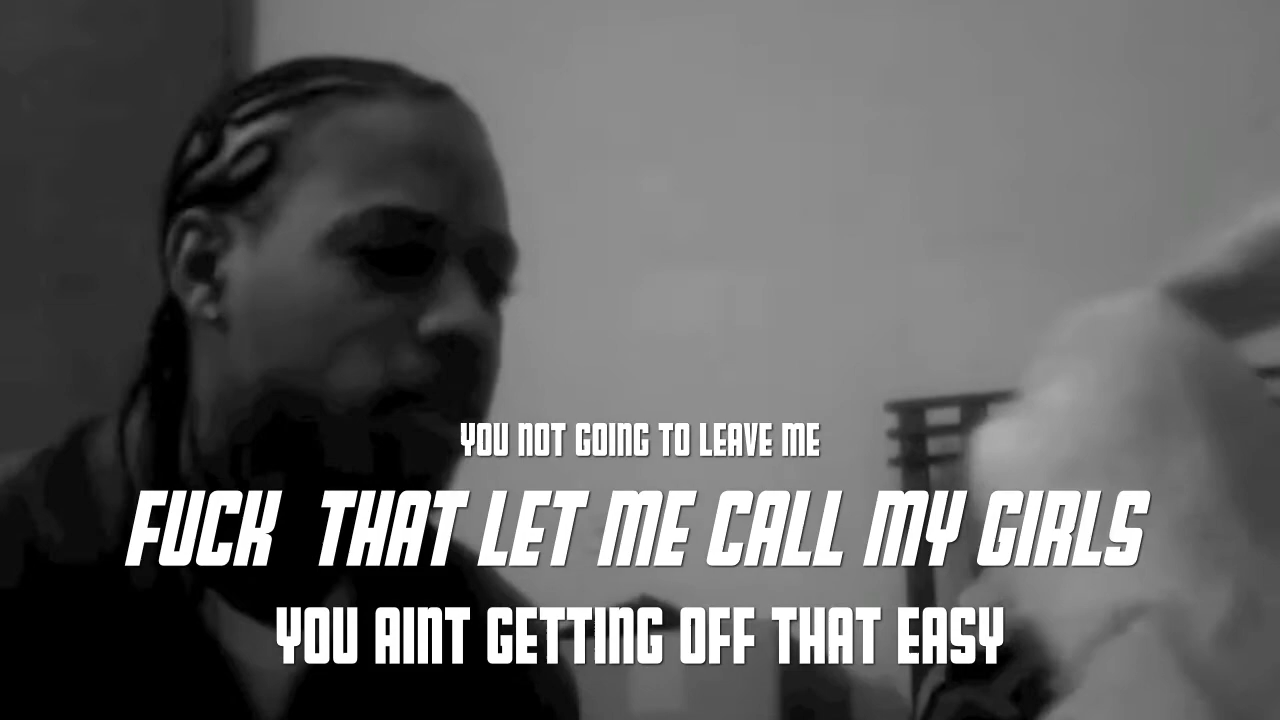 YOU NOT GOING TO LEAVE ME
FUCK THAT LET ME CALL MY GIRLS
YOU AINT GETTING OFF THAT EASY